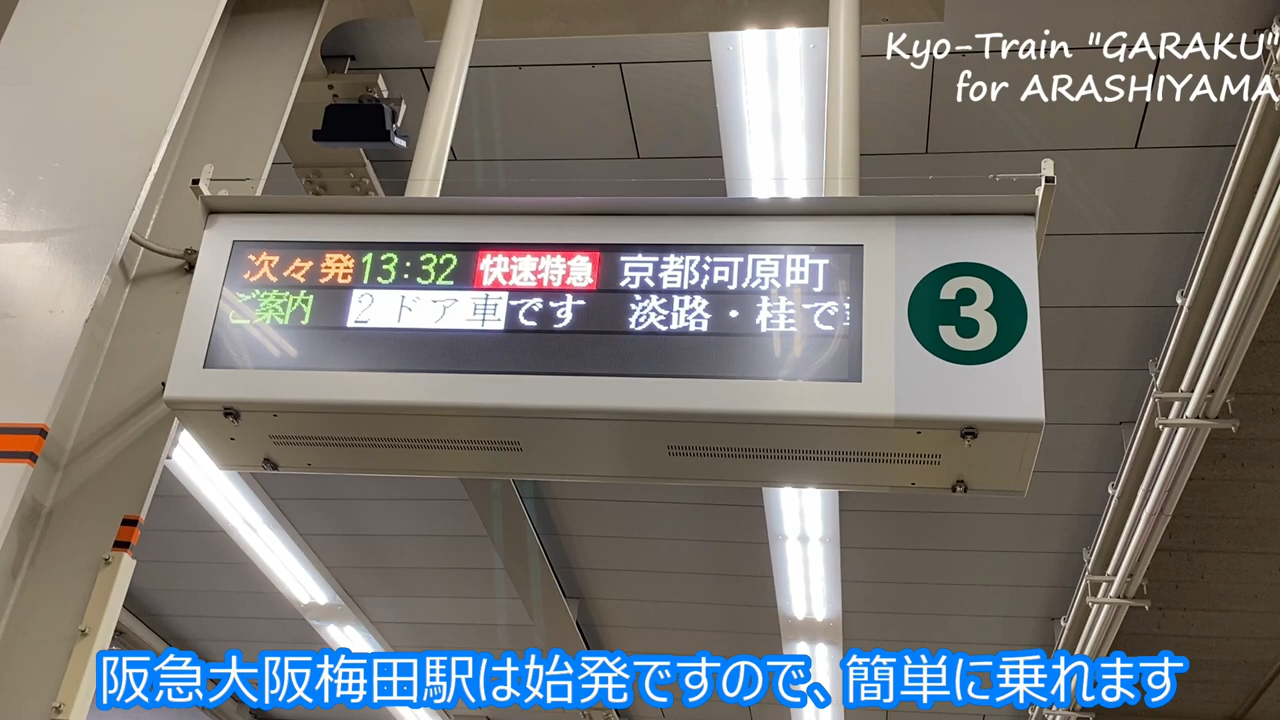 Kyo-Train "GARAKU"
for ARASHIYAMA
次々発 13:32 快速特急 京都河原町
ご案内 2ドア車です 淡路・桂で
3
阪急大阪梅田駅は始発ですので、簡単に乗れます